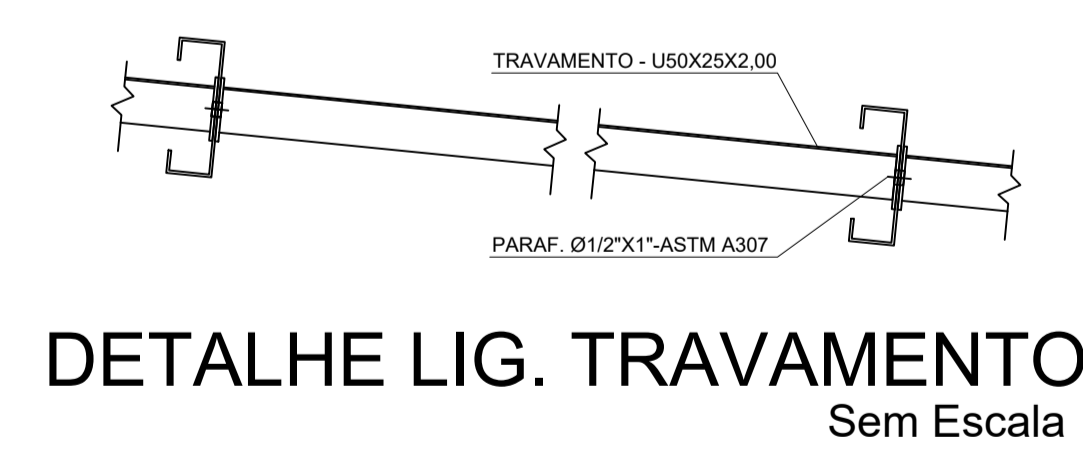 TRAVAMENTO - U50X25X2,00
PARAF. Ø1/2"X1"-ASTM A307
DETALHE LIG. TRAVAMENTO
Sem Escala